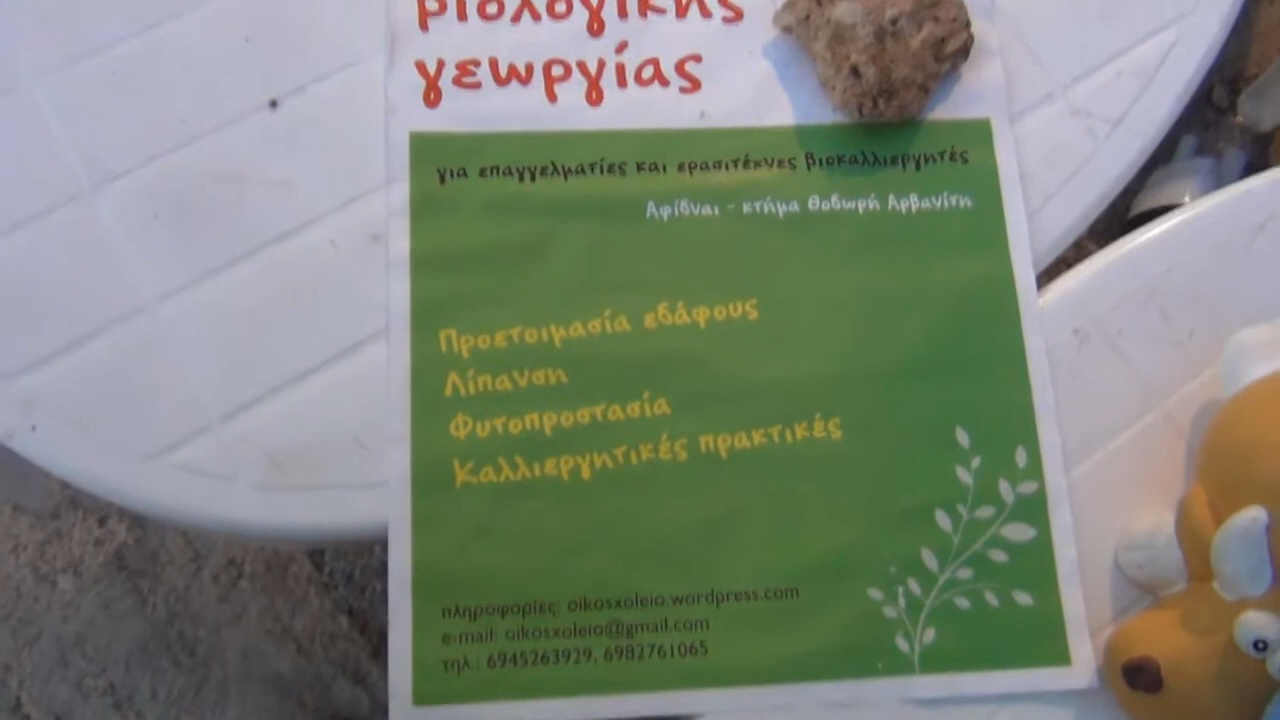 βιολογικής
γεωργίας
για επαγγελματίες και ερασιτέχνες βιοκαλλιεργητές
Αφίδναι - κτήμα Θοδωρή Αρβανίτη
Προετοιμασία εδάφους
Λίπανση
Φυτοπροστασία
Καλλιεργητικές πρακτικές
πληροφορίες: oikosxoleio.wordpress.com
e-mail: oikosxoleio@gmail.com
τηλ.: 6945263929, 6982761065